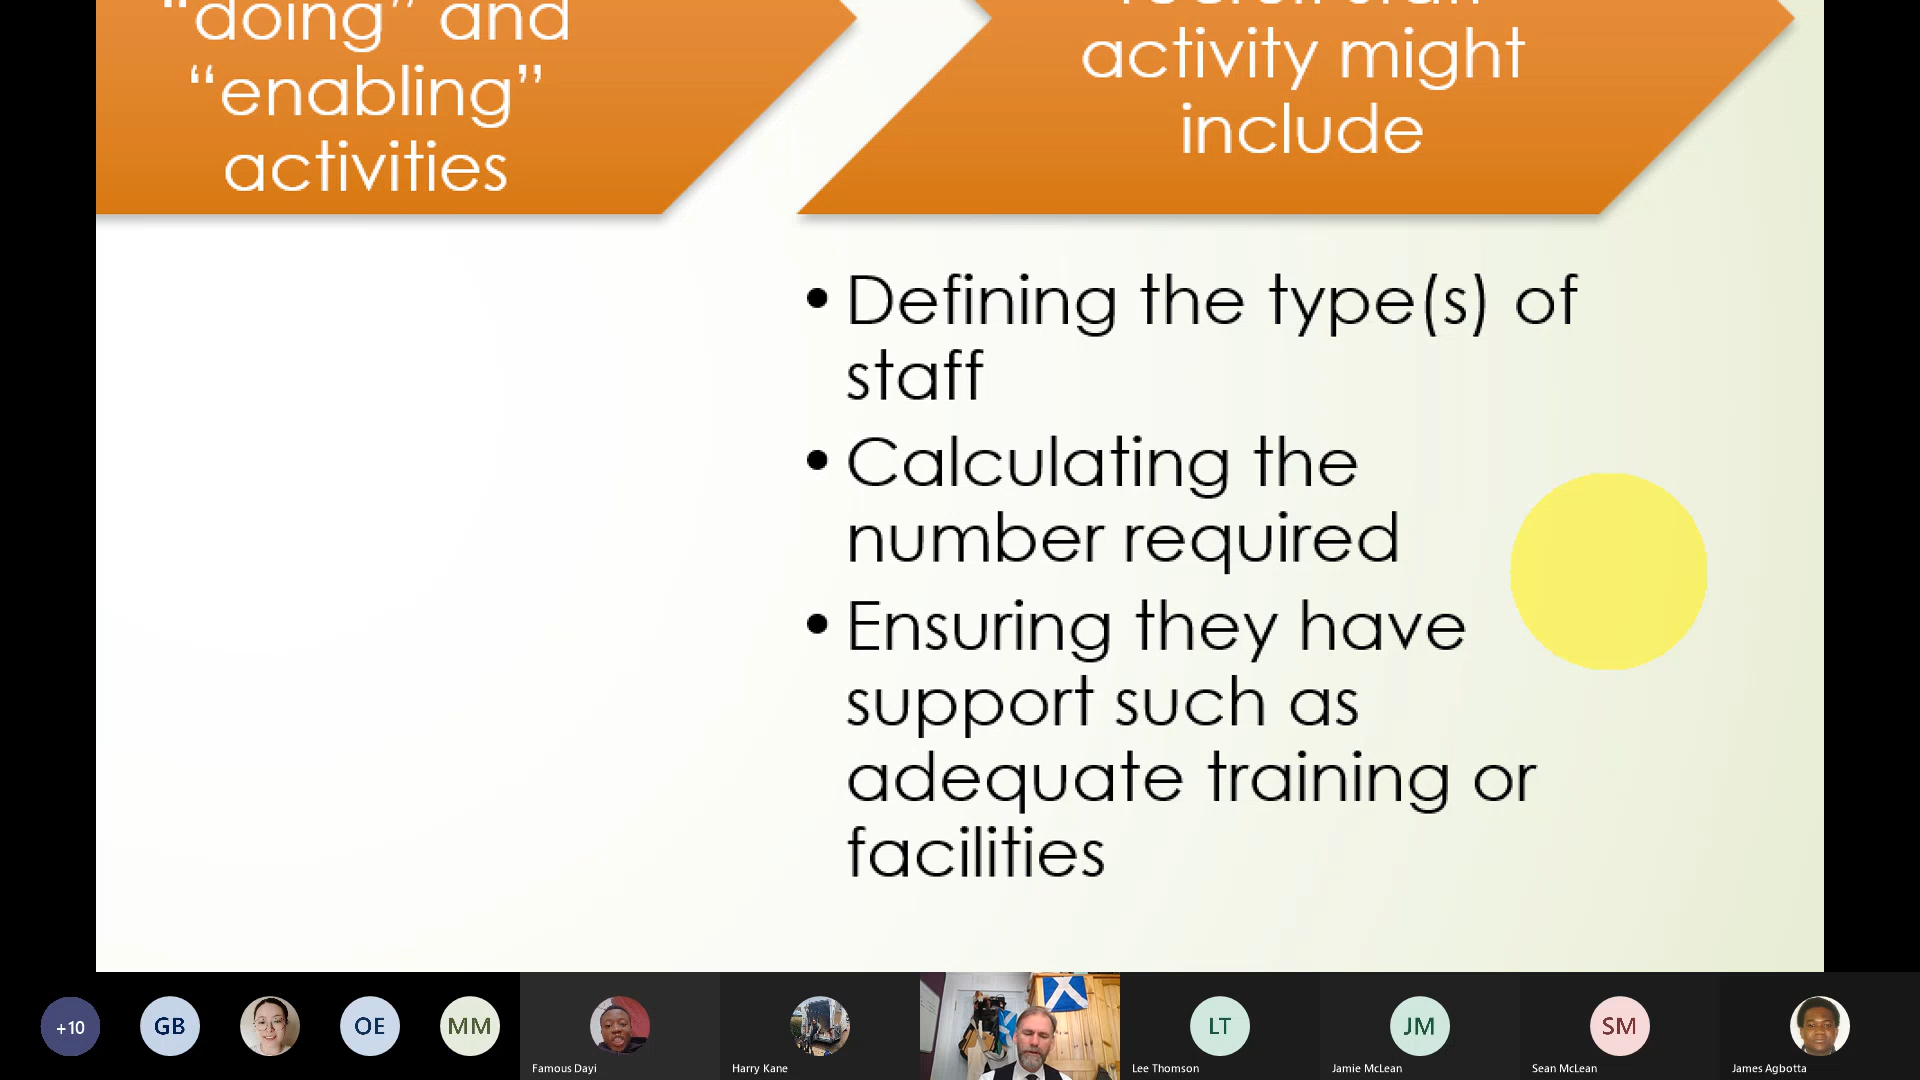 “doing” and
“enabling”
activities
activity might
include
• Defining the type(s) of
staff
• Calculating the
number required
• Ensuring they have
support such as
adequate training or
facilities
+10
GB
OE
MM
Famous Dayi
Harry Kane
LT
Lee Thomson
JM
Jamie McLean
SM
Sean McLean
James Agbotta